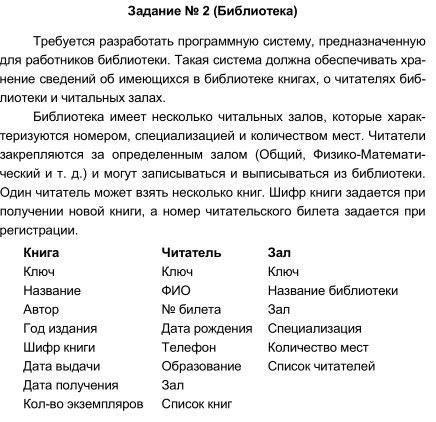 Задание № 2 (Библиотека)
Требуется разработать программную систему, предназначенную
для работников библиотеки. Такая система должна обеспечивать хра-
нение сведений об имеющихся в библиотеке книгах, о читателях биб-
лиотеки и читальных залах.
Библиотека имеет несколько читальных залов, которые харак-
теризуются номером, специализацией и количеством мест. Читатели
закрепляются за определенным залом (Общий, Физико-Математи-
ческий и т. д.) и могут записываться и выписываться из библиотеки.
Один читатель может взять несколько книг. Шифр книги задается при
получении новой книги, а номер читательского билета задается при
регистрации.
Книга Читатель Зал
Ключ Ключ Ключ
Название ФИО Название библиотеки
Автор № билета Зал
Год издания Дата рождения Специализация
Шифр книги Телефон Количество мест
Дата выдачи Образование Список читателей
Дата получения Зал
Кол-во экземпляров Список книг